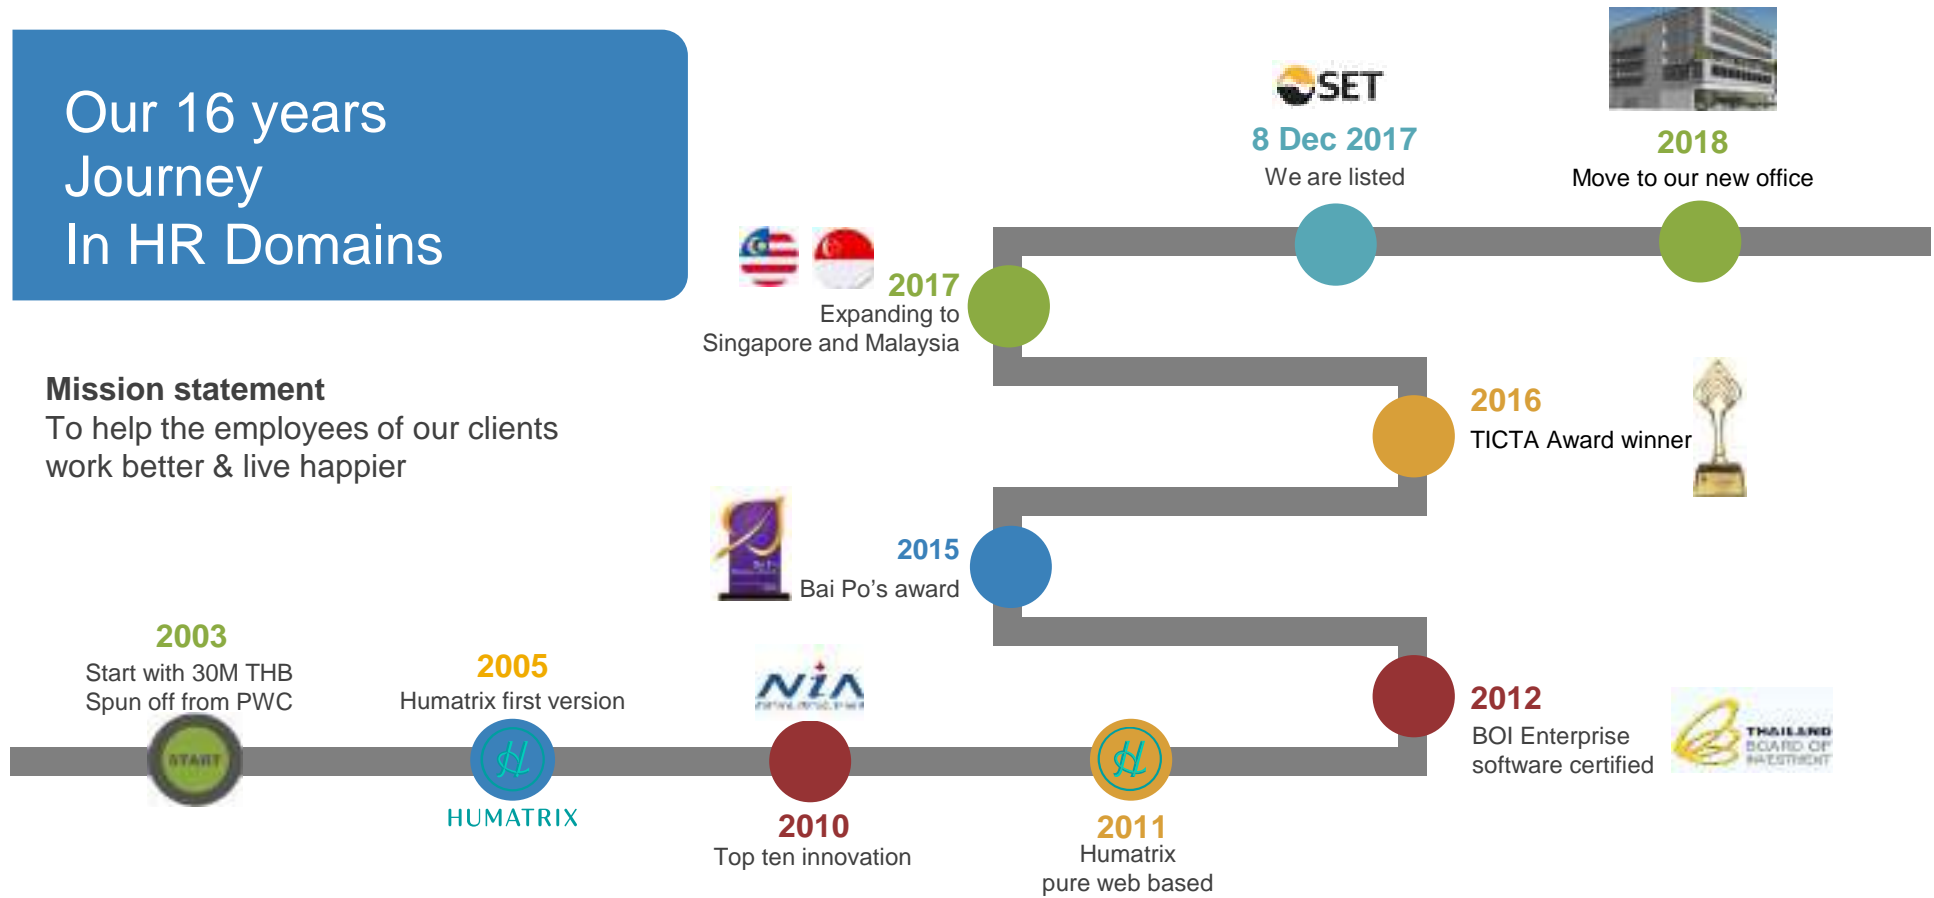 Our 16 years
Journey
In HR Domains
Mission statement
To help the employees of our clients
work better & live happier
2003
Start with 30M THB
Spun off from PWC
START
2005
Humatrix first version
HUMATRIX
NiA
2010
Top ten innovation
2011
Humatrix
pure web based
2012
BOI Enterprise
software certified
THAILAND
BOARD OF
INVESTMENT
2015
Bai Po’s award
2016
TICTA Award winner
2017
Expanding to
Singapore and Malaysia
SET
8 Dec 2017
We are listed
2018
Move to our new office